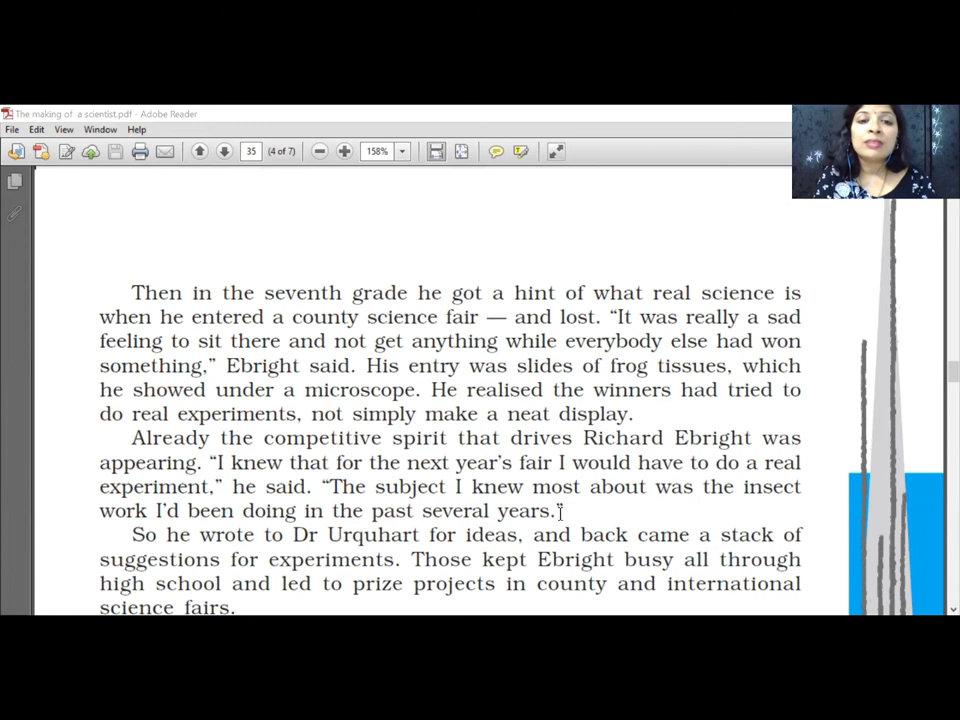 The making of a scientist.pdf - Adobe Reader
File Edit View Window Help
35 (4 of 7) 158%
Then in the seventh grade he got a hint of what real science is
when he entered a county science fair — and lost. “It was really a sad
feeling to sit there and not get anything while everybody else had won
something,” Ebright said. His entry was slides of frog tissues, which
he showed under a microscope. He realised the winners had tried to
do real experiments, not simply make a neat display.
Already the competitive spirit that drives Richard Ebright was
appearing. “I knew that for the next year’s fair I would have to do a real
experiment,” he said. “The subject I knew most about was the insect
work I’d been doing in the past several years.”
So he wrote to Dr Urquhart for ideas, and back came a stack of
suggestions for experiments. Those kept Ebright busy all through
high school and led to prize projects in county and international
science fairs.